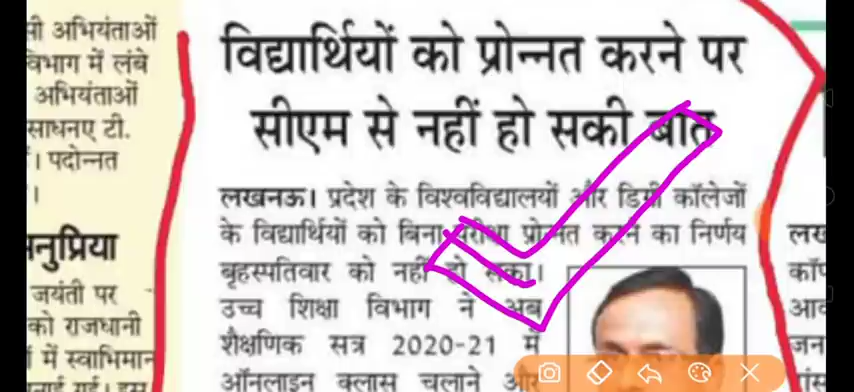 अभियंताओं
विभाग में लंबे
अभियंताओं
साधनए टी.
। पदोन्नत
।
जयंती पर
को राजधानी
में स्वाभिमान
विद्यार्थियों को प्रोन्नत करने पर
सीएम से नहीं हो सकी बात
लखनऊ। प्रदेश के विश्वविद्यालयों और डिग्री कॉलेजों
के विद्यार्थियों को बिना परीक्षा प्रोन्नत करने का निर्णय
बृहस्पतिवार को नहीं हो सका।
उच्च शिक्षा विभाग ने अब
शैक्षणिक सत्र 2020-21 में
ऑनलाइन क्लास चलाने और